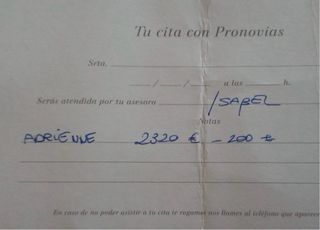 Tu cita con Pronovias
Srta.
/ / a las h.
Serás atendida por tu asesora ISABEL
Notas
ADRIENNE 2320 € - 200 €
En caso de no poder asistir a tu cita te rogamos nos llames al teléfono que aparece